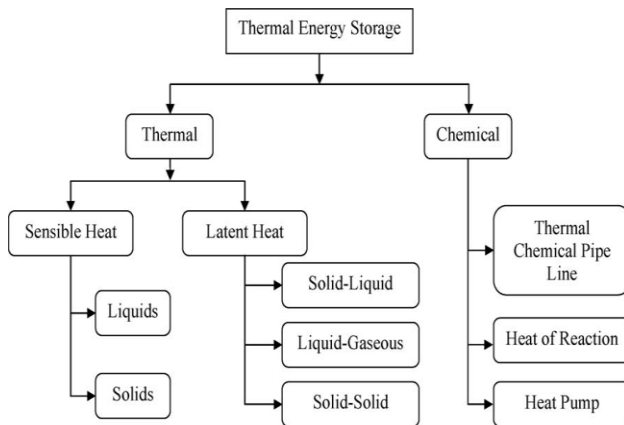 Thermal Energy Storage
Thermal
Chemical
Sensible Heat
Latent Heat
Thermal
Chemical Pipe
Line
Solid-Liquid
Liquids
Liquid-Gaseous
Heat of Reaction
Solids
Solid-Solid
Heat Pump